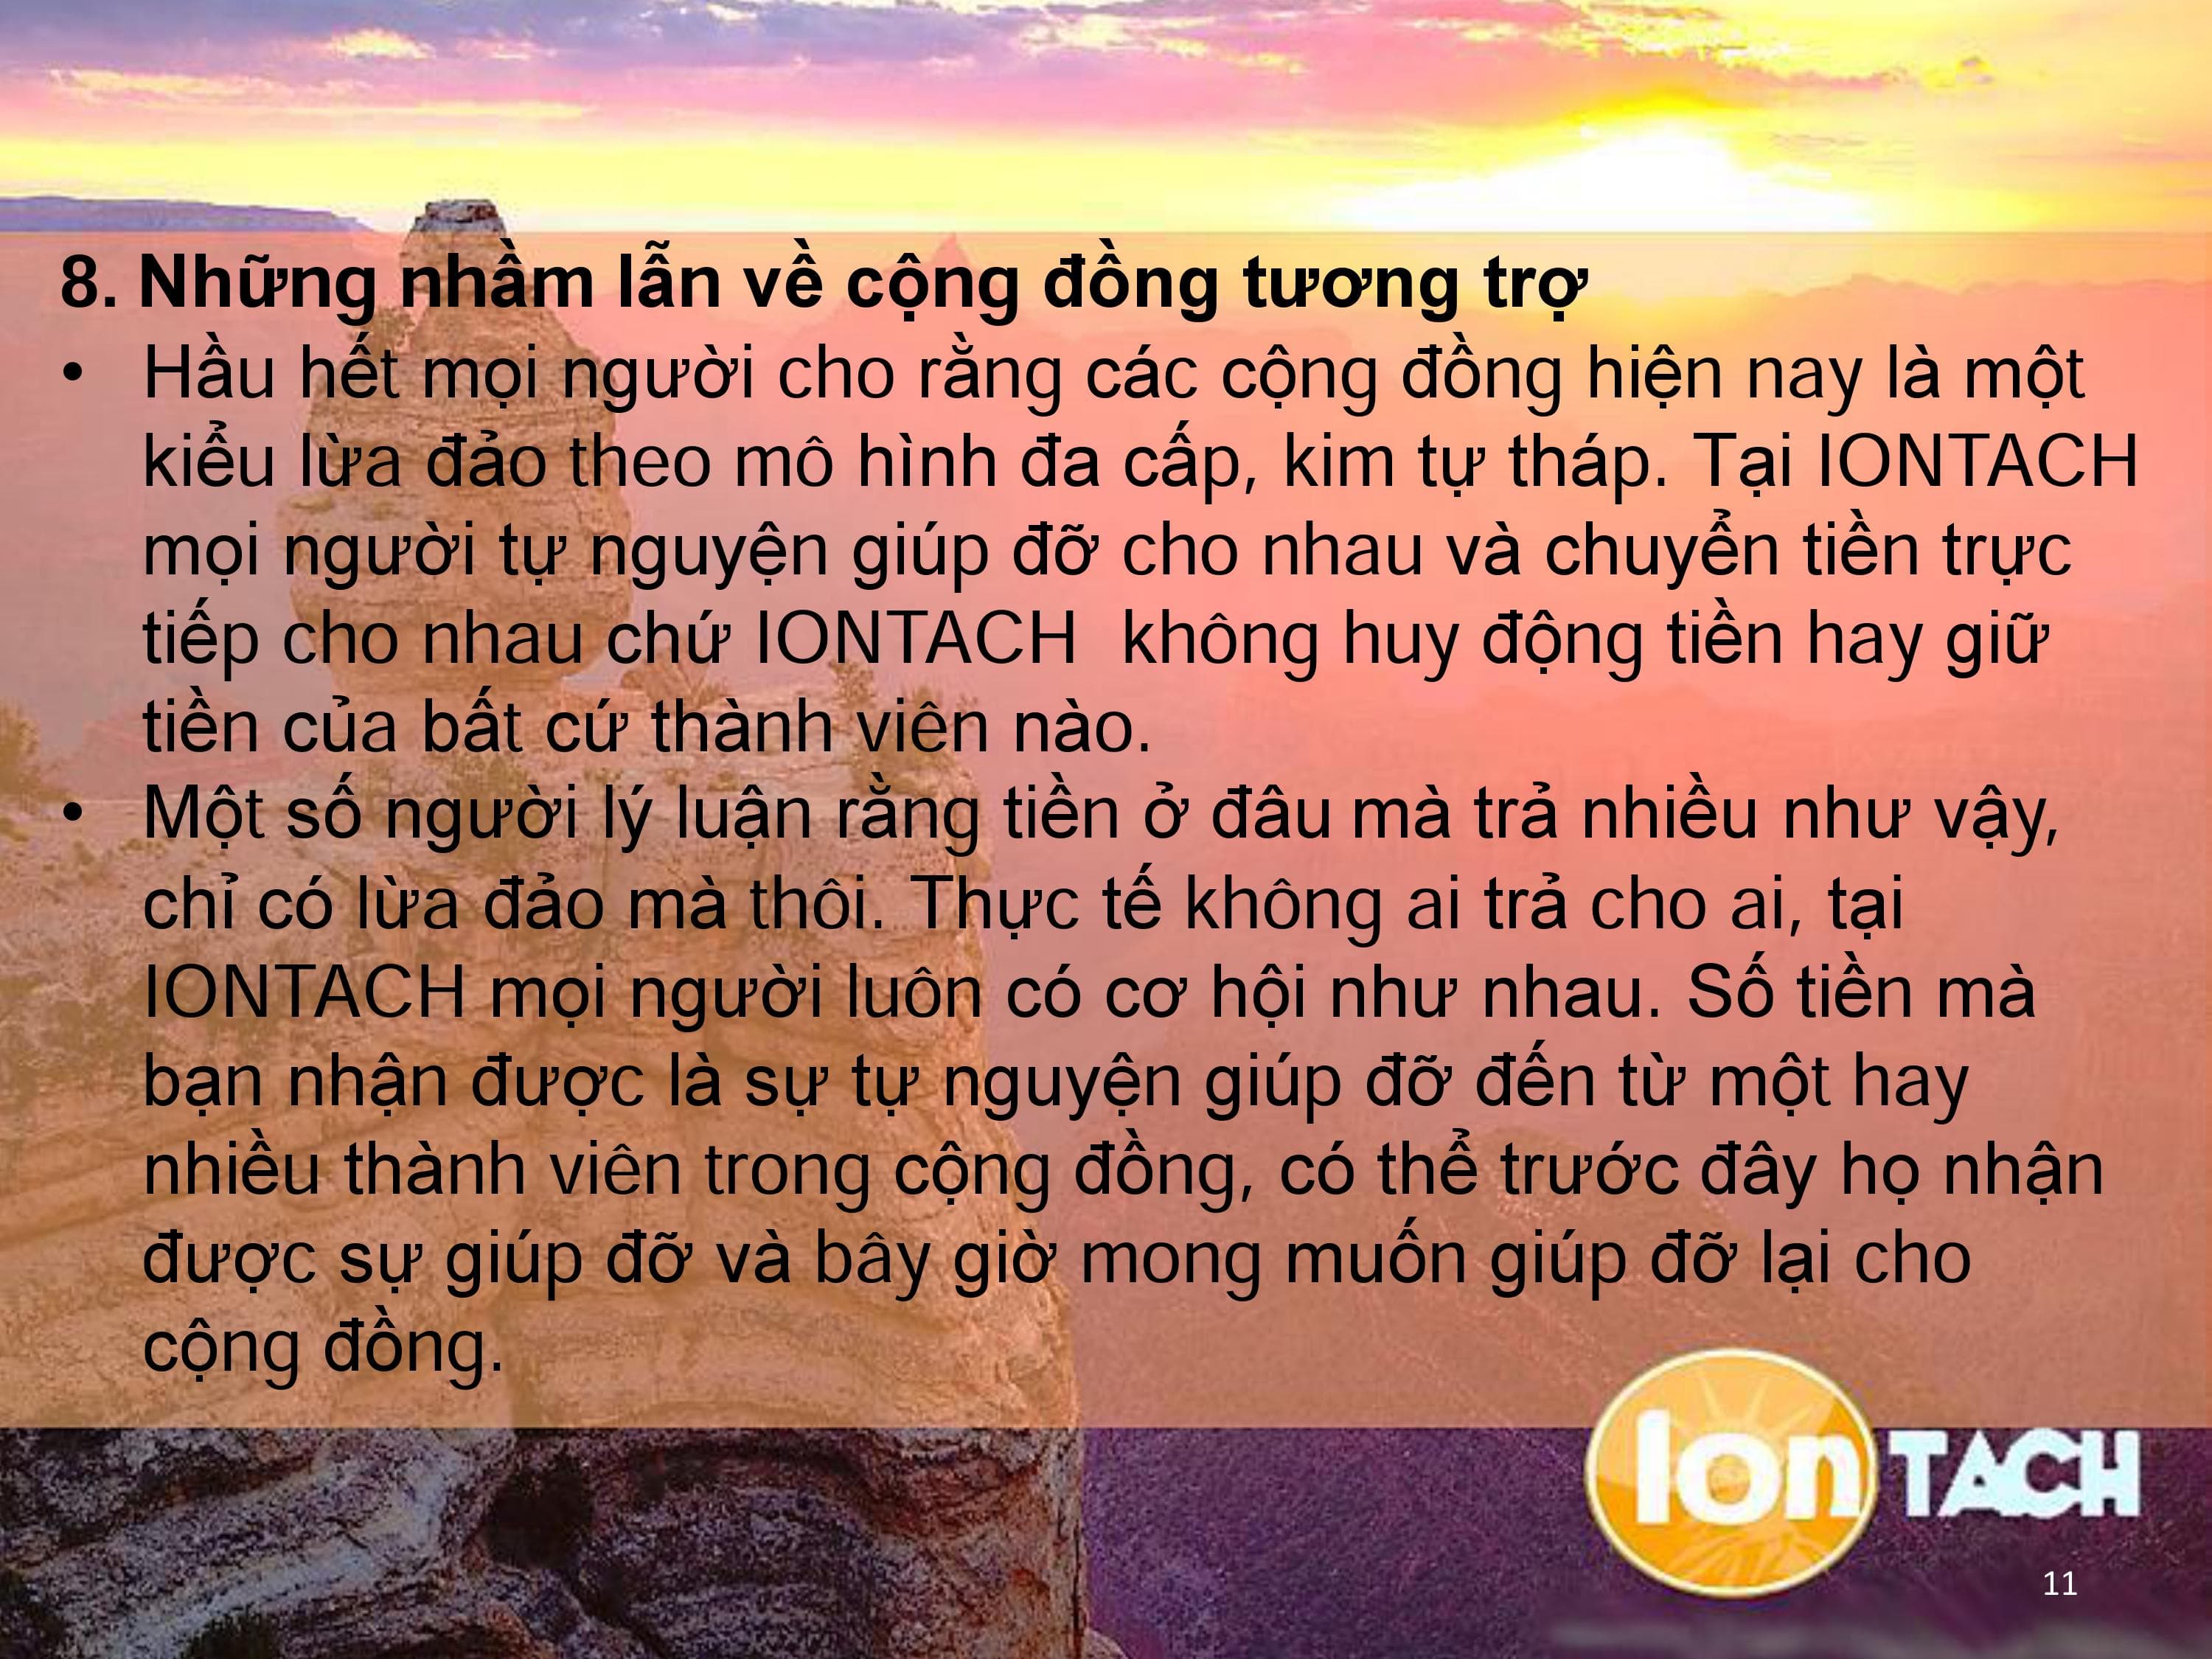 8. Những nhầm lẫn về cộng đồng tương trợ
• Hầu hết mọi người cho rằng các cộng đồng hiện nay là một
kiểu lừa đảo theo mô hình đa cấp, kim tự tháp. Tại IONTACH
mọi người tự nguyện giúp đỡ cho nhau và chuyển tiền trực
tiếp cho nhau chứ IONTACH  không huy động tiền hay giữ
tiền của bất cứ thành viên nào.
• Một số người lý luận rằng tiền ở đâu mà trả nhiều như vậy,
chỉ có lừa đảo mà thôi. Thực tế không ai trả cho ai, tại
IONTACH mọi người luôn có cơ hội như nhau. Số tiền mà
bạn nhận được là sự tự nguyện giúp đỡ đến từ một hay
nhiều thành viên trong cộng đồng, có thể trước đây họ nhận
được sự giúp đỡ và bây giờ mong muốn giúp đỡ lại cho
cộng đồng.
Ion TACH
11